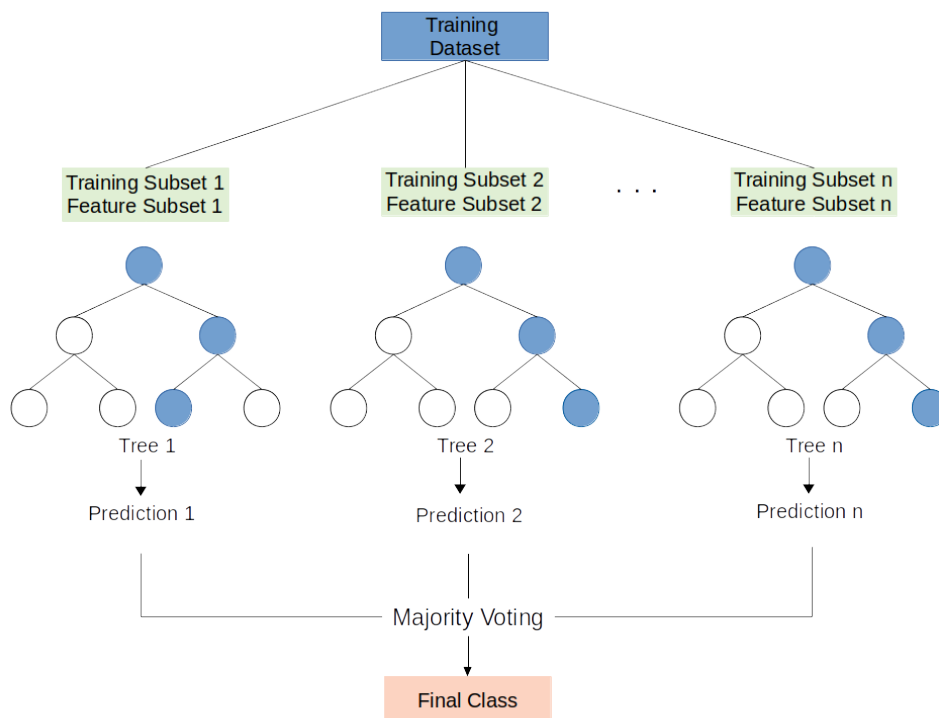 Training
Dataset
Training Subset 1
Feature Subset 1
Training Subset 2
Feature Subset 2
. . .
Training Subset n
Feature Subset n
Tree 1
Tree 2
Tree n
Prediction 1
Prediction 2
Prediction n
Majority Voting
Final Class